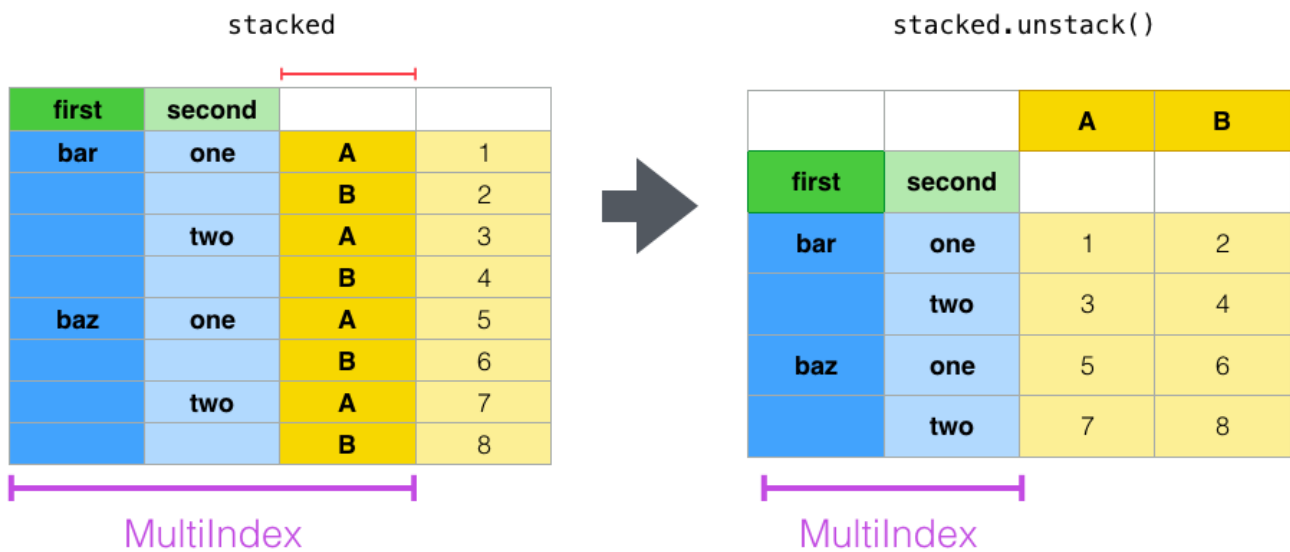 stacked
first second
bar one A 1
B 2
two A 3
B 4
baz one A 5
B 6
two A 7
B 8
MultiIndex
stacked.unstack()
A B
first second
bar one 1 2
two 3 4
baz one 5 6
two 7 8
MultiIndex